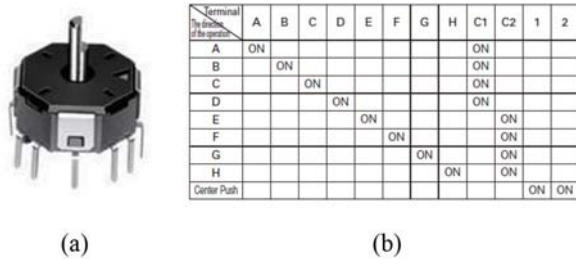 Terminal A B C D E F G H C1 C2 1 2
The direction
of the operation
A ON ON
B ON ON
C ON ON
D ON ON
E ON ON
F ON ON
G ON ON
H ON ON
Center Push ON ON
(a) (b)